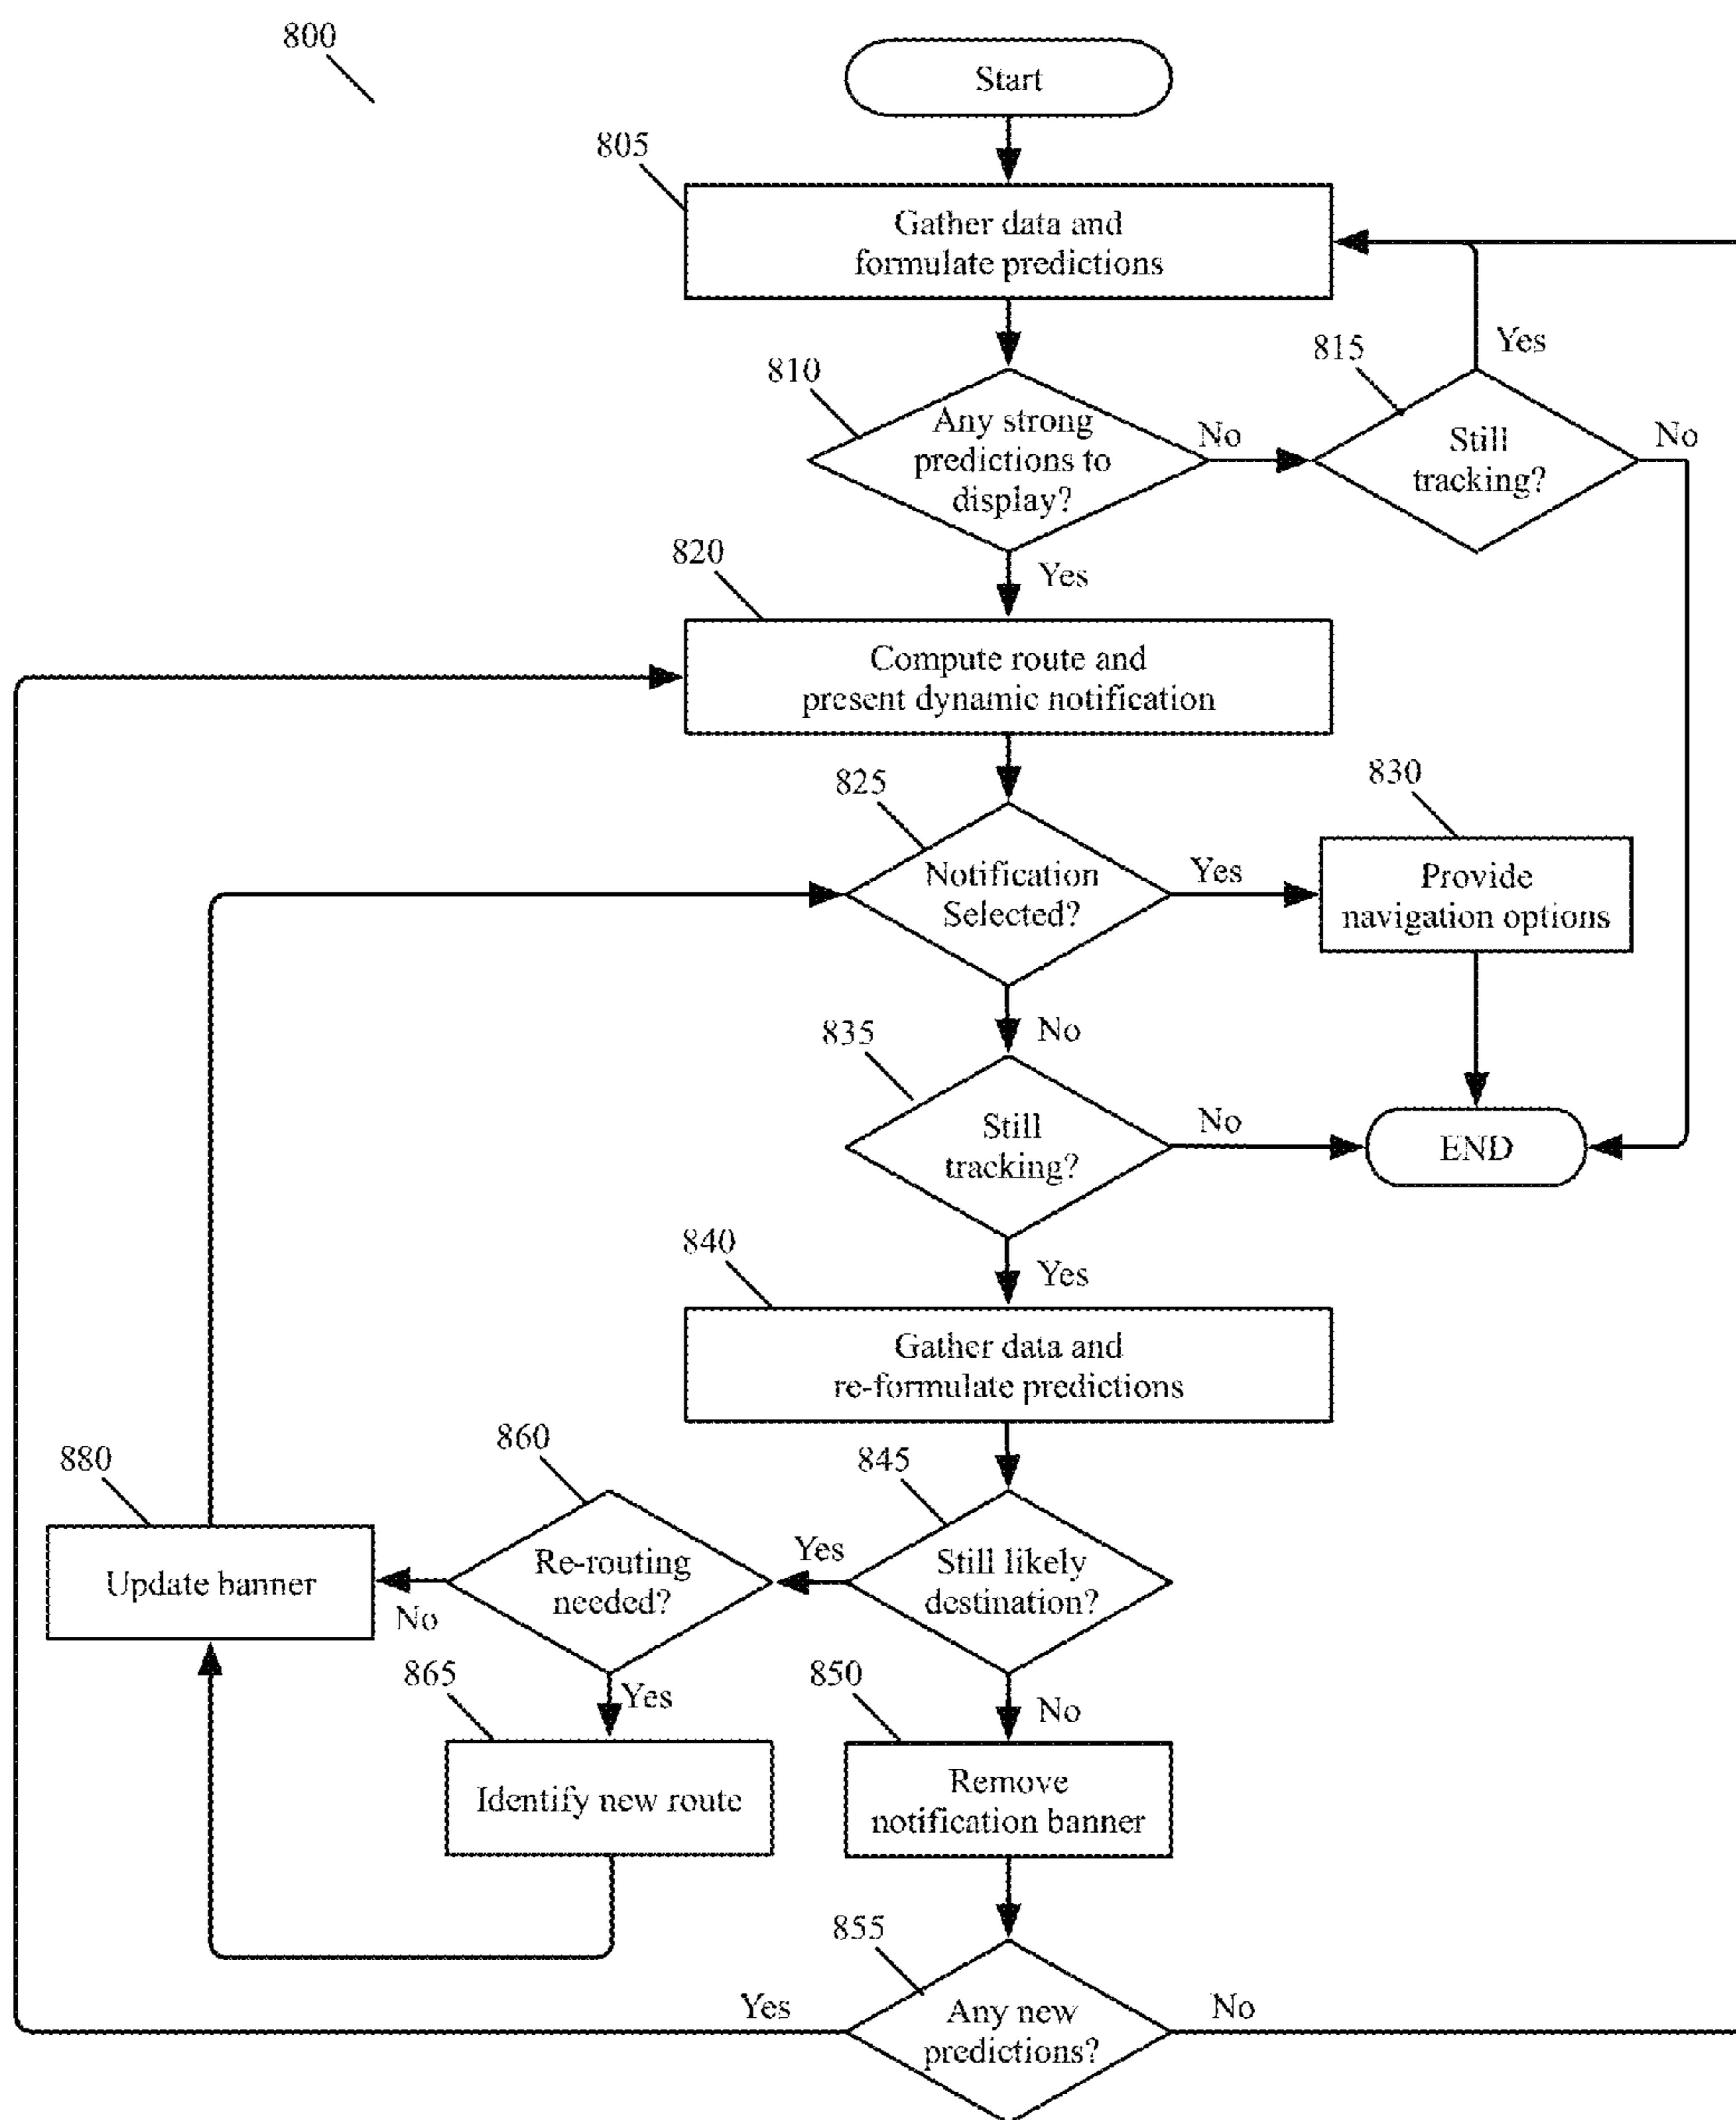 800
Start
805
Gather data and
formulate predictions
810
Any strong
predictions to
display?
No
815
Yes
Still
tracking?
No
820
Yes
Compute route and
present dynamic notification
825
Notification
Selected?
Yes
830
Provide
navigation options
835
No
Still
tracking?
No
END
840
Yes
Gather data and
re-formulate predictions
880
Update banner
860
Re-routing
needed?
No
Yes
845
Still likely
destination?
Yes
865
Identify new route
850
No
Remove
notification banner
855
Yes
Any new
predictions?
No